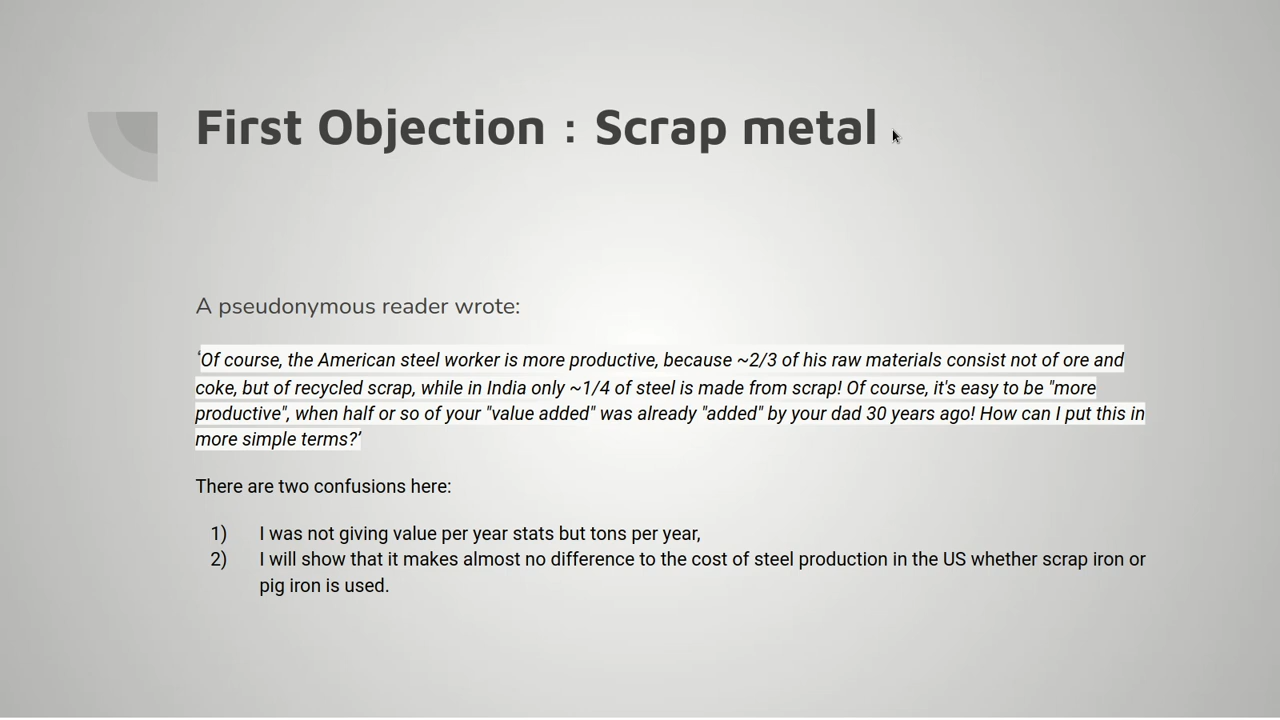 First Objection : Scrap metal
A pseudonymous reader wrote:
‘Of course, the American steel worker is more productive, because ~2/3 of his raw materials consist not of ore and
coke, but of recycled scrap, while in India only ~1/4 of steel is made from scrap! Of course, it's easy to be "more
productive", when half or so of your "value added" was already "added" by your dad 30 years ago! How can I put this in
more simple terms?’
There are two confusions here:
1) I was not giving value per year stats but tons per year,
2) I will show that it makes almost no difference to the cost of steel production in the US whether scrap iron or
pig iron is used.